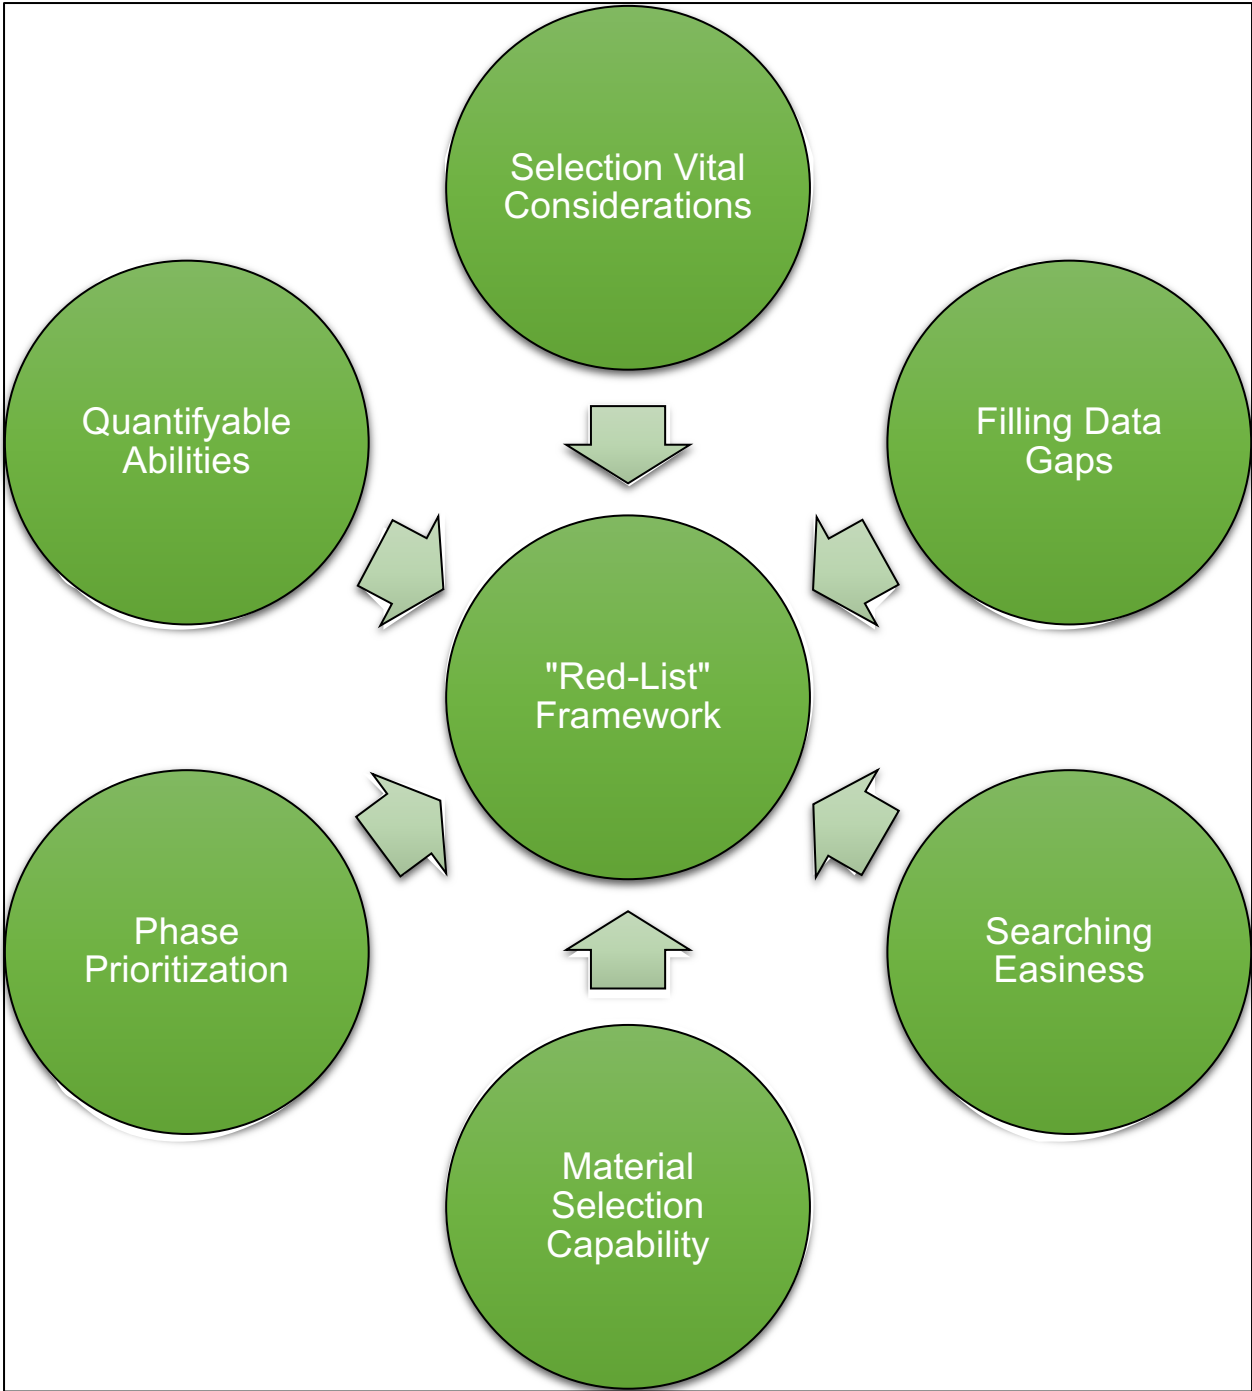 Selection Vital
Considerations
Quantifyable
Abilities
Filling Data
Gaps
"Red-List"
Framework
Phase
Prioritization
Searching
Easiness
Material
Selection
Capability